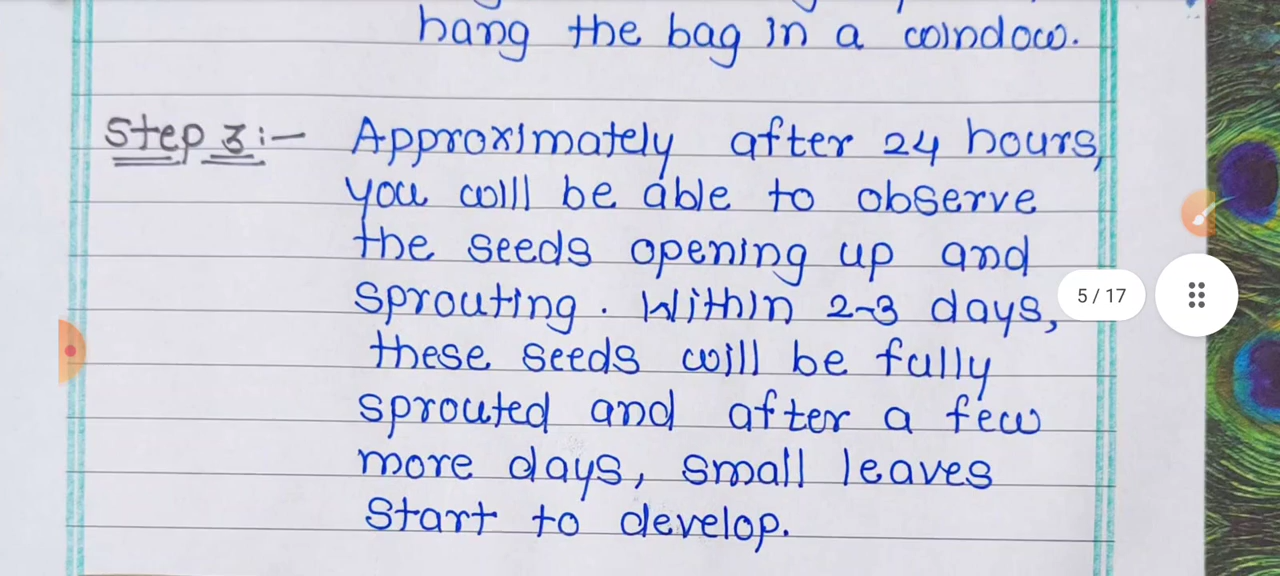 hang the bag in a window.
Step 3:- Approximately after 24 hours,
you will be able to observe
the seeds opening up and
sprouting. Within 2-3 days,
5/17
these seeds will be fully
sprouted and after a few
more days, small leaves
start to develop.